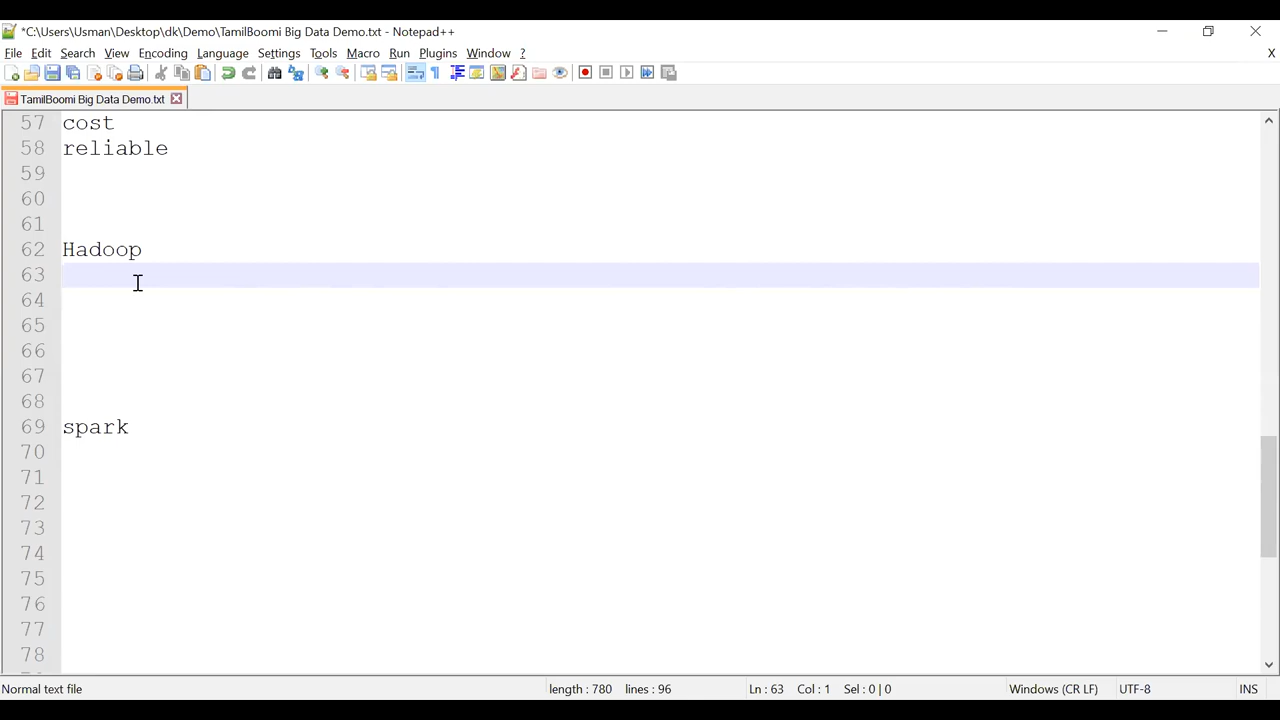 *C:\Users\Usman\Desktop\dk\Demo\TamilBoomi Big Data Demo.txt - Notepad++
File Edit Search View Encoding Language Settings Tools Macro Run Plugins Window ? X
TamilBoomi Big Data Demo.txt
57 cost
58 reliable
59
60
61
62 Hadoop
63
64
65
66
67
68
69 spark
70
71
72
73
74
75
76
77
78
Normal text file length : 780 lines : 96 Ln : 63 Col : 1 Sel : 0 | 0 Windows (CR LF) UTF-8 INS